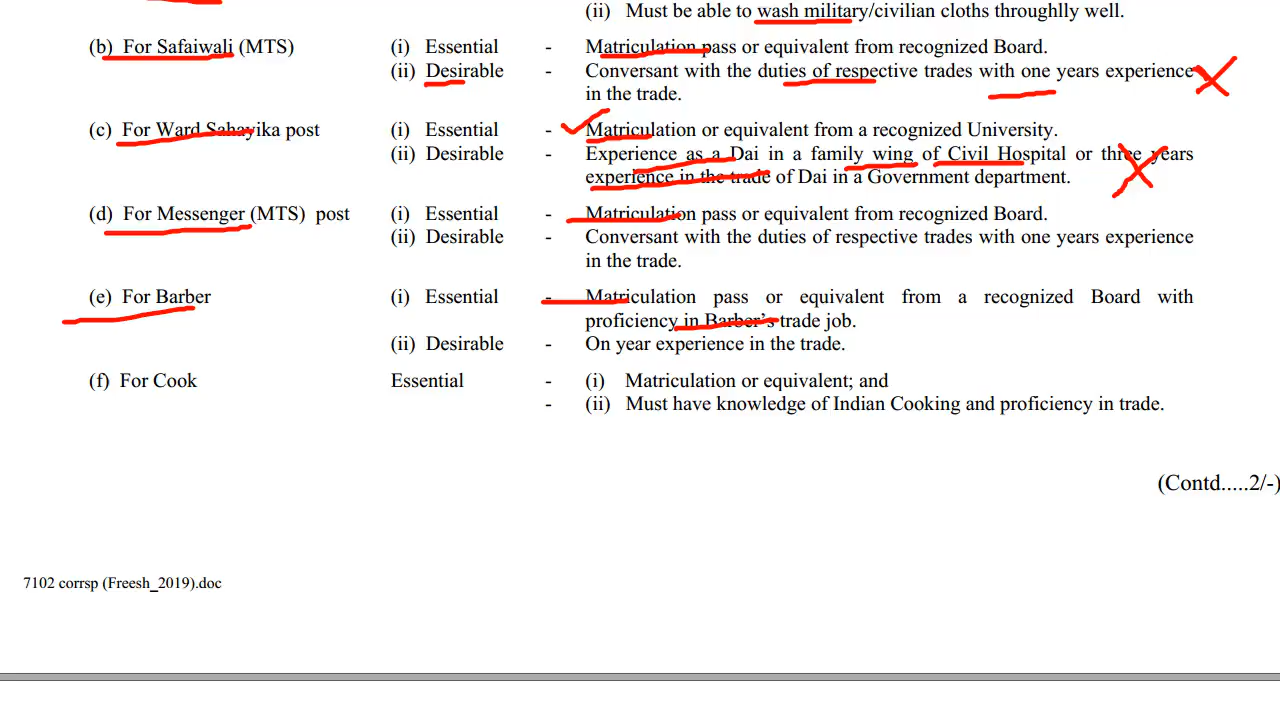 (ii) Must be able to wash military/civilian cloths throughlly well.
(b) For Safaiwali (MTS) (i) Essential - Matriculation pass or equivalent from recognized Board.
(ii) Desirable - Conversant with the duties of respective trades with one years experience
in the trade.
(c) For Ward Sahayika post (i) Essential - Matriculation or equivalent from a recognized University.
(ii) Desirable - Experience as a Dai in a family wing of Civil Hospital or three years
experience in the trade of Dai in a Government department.
(d) For Messenger (MTS) post (i) Essential - Matriculation pass or equivalent from recognized Board.
(ii) Desirable - Conversant with the duties of respective trades with one years experience
in the trade.
(e) For Barber (i) Essential - Matriculation pass or equivalent from a recognized Board with
proficiency in Barber's trade job.
(ii) Desirable - On year experience in the trade.
(f) For Cook Essential - (i) Matriculation or equivalent; and
- (ii) Must have knowledge of Indian Cooking and proficiency in trade.
(Contd.....2/-)
7102 corrsp (Freesh_2019).doc